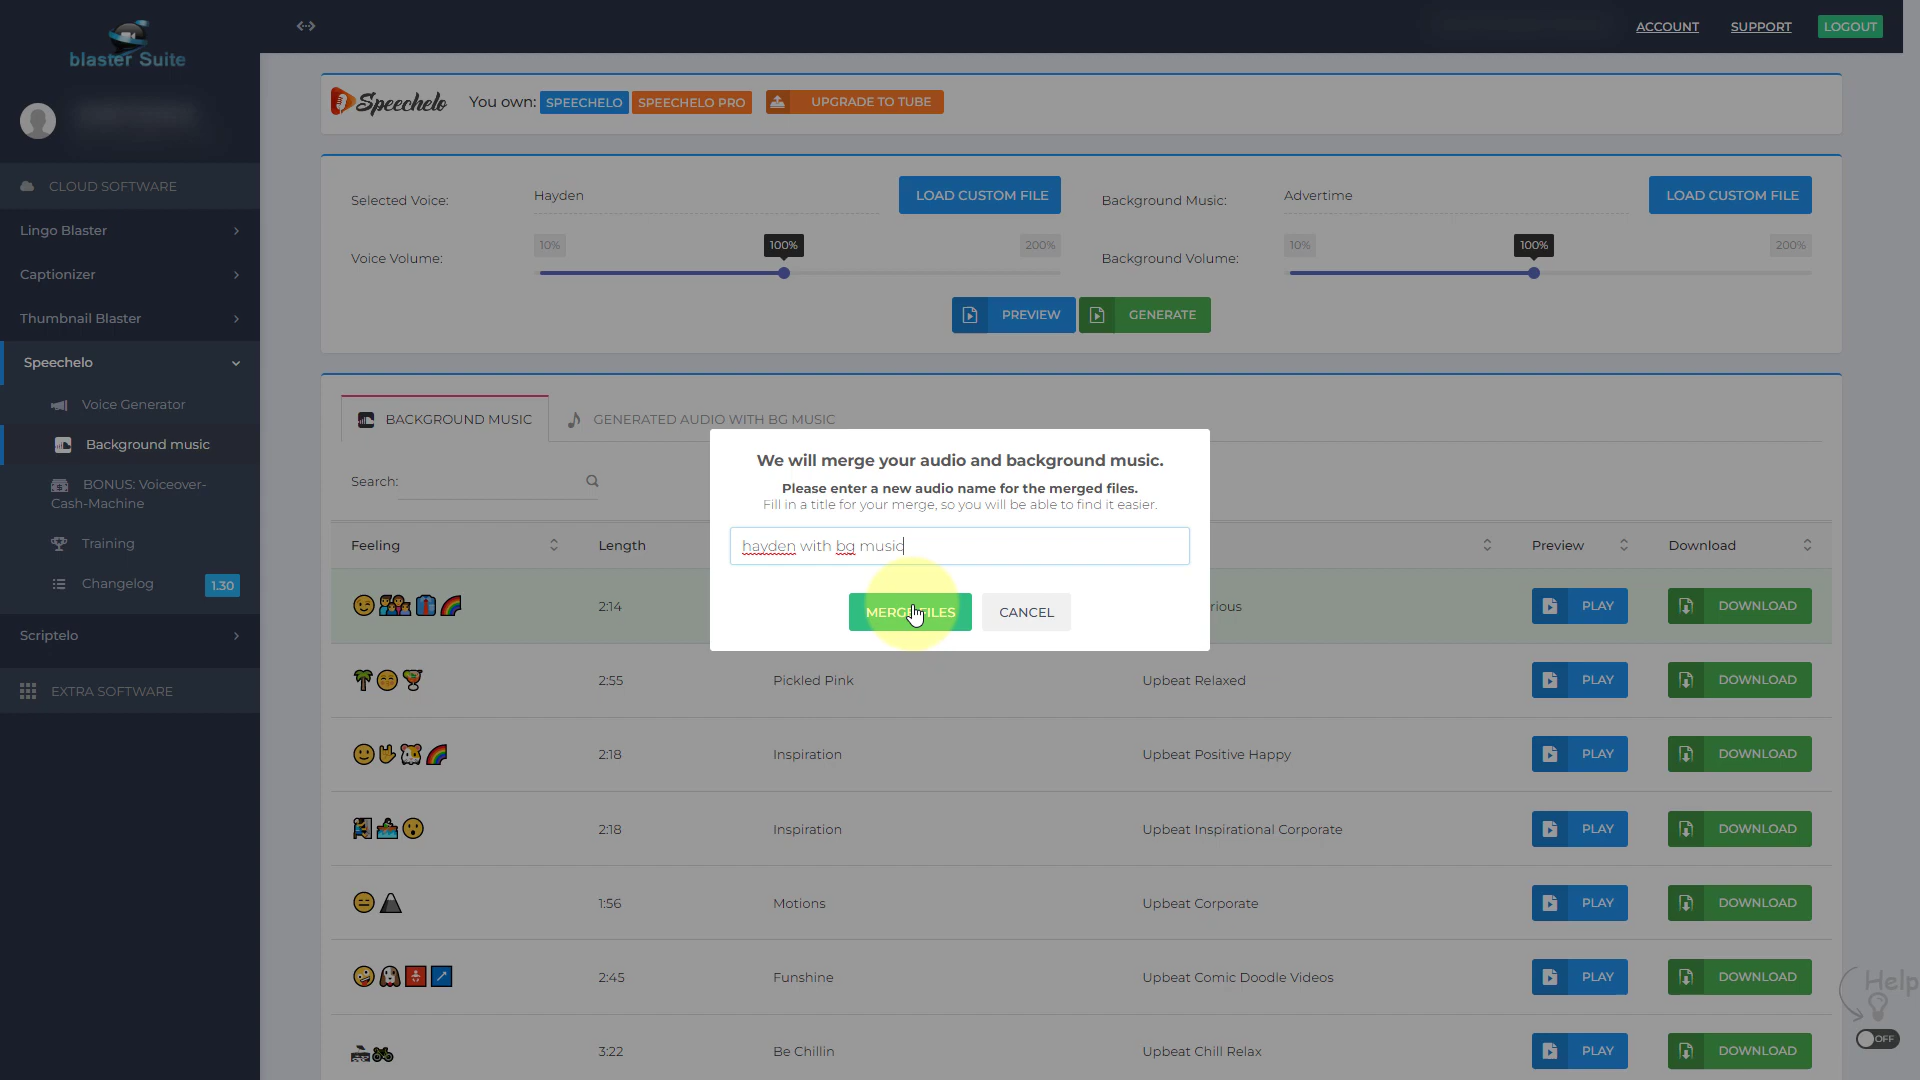 blaster Suite
ACCOUNT
SUPPORT
LOGOUT
CLOUD SOFTWARE
Lingo Blaster
Captionizer
Thumbnail Blaster
Speechelo
Voice Generator
Background music
BONUS: Voiceover-
Cash-Machine
Training
Changelog
1.30
Scriptelo
EXTRA SOFTWARE
Speechelo
You own: SPEECHELO SPEECHELO PRO UPGRADE TO TUBE
Selected Voice: Hayden LOAD CUSTOM FILE
Background Music: Advertime LOAD CUSTOM FILE
10% 100% 200%
Voice Volume:
10% 100% 200%
Background Volume:
PREVIEW GENERATE
BACKGROUND MUSIC
GENERATED AUDIO WITH BG MUSIC
Search:
We will merge your audio and background music.
Please enter a new audio name for the merged files.
Fill in a title for your merge, so you will be able to find it easier.
hayden with bg music
MERGE FILES CANCEL
Feeling Length Preview Download
2:14 PLAY DOWNLOAD
2:55 Pickled Pink Upbeat Relaxed PLAY DOWNLOAD
2:18 Inspiration Upbeat Positive Happy PLAY DOWNLOAD
2:18 Inspiration Upbeat Inspirational Corporate PLAY DOWNLOAD
1:56 Motions Upbeat Corporate PLAY DOWNLOAD
2:45 Funshine Upbeat Comic Doodle Videos PLAY DOWNLOAD
3:22 Be Chillin Upbeat Chill Relax PLAY DOWNLOAD
Help
OFF